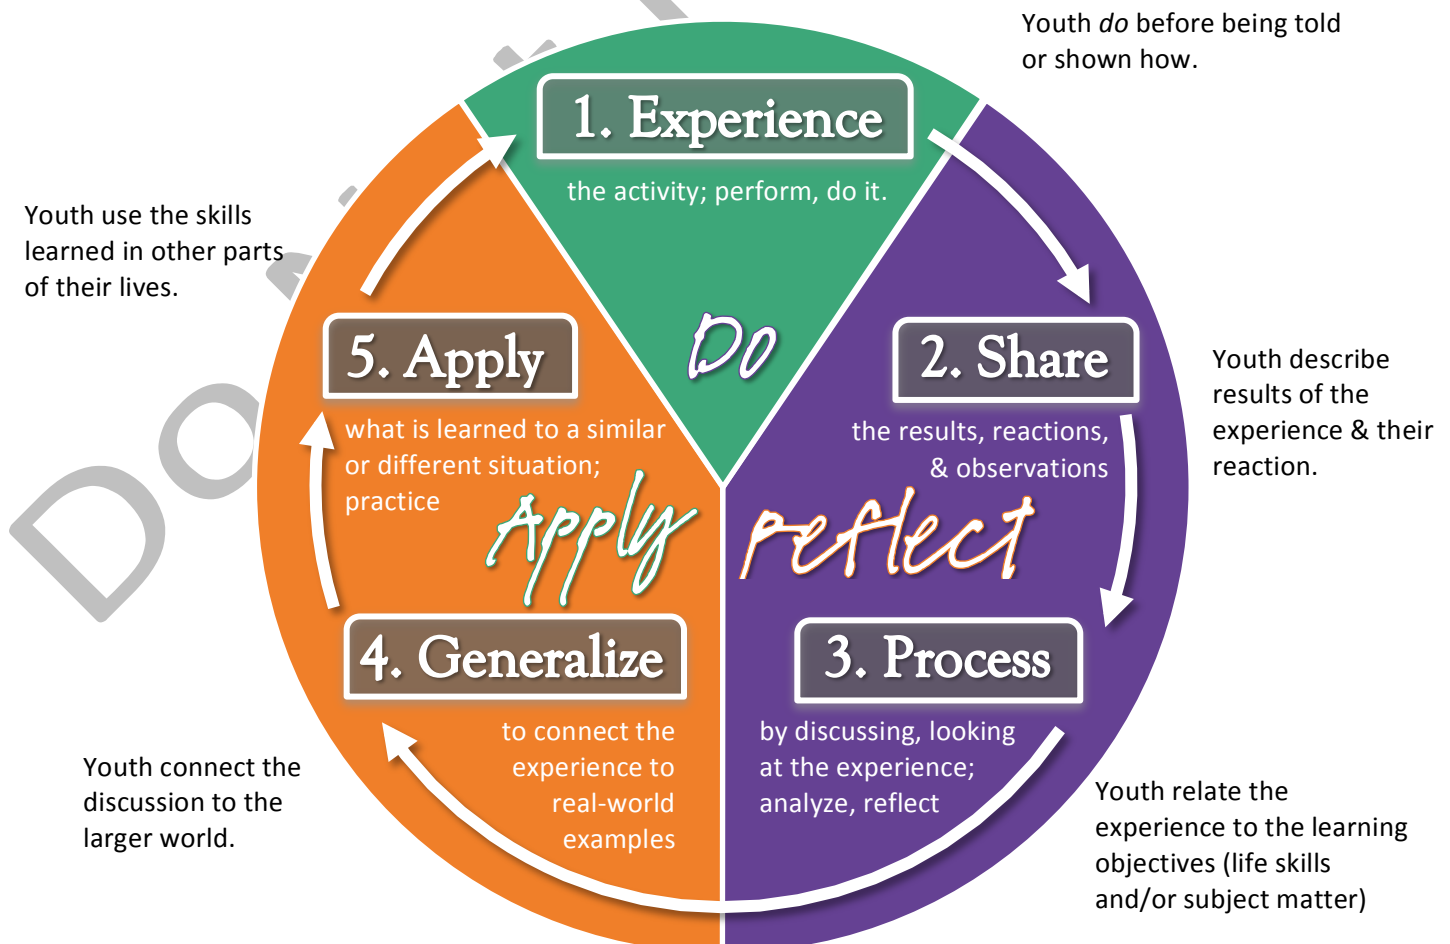 Youth do before being told
or shown how.
1. Experience
the activity; perform, do it.
Do
2. Share
the results, reactions,
& observations
Youth describe
results of the
experience & their
reaction.
Reflect
3. Process
by discussing, looking
at the experience;
analyze, reflect
Youth relate the
experience to the learning
objectives (life skills
and/or subject matter)
4. Generalize
to connect the
experience to
real-world
examples
Youth connect the
discussion to the
larger world.
Apply
5. Apply
what is learned to a similar
or different situation;
practice
Youth use the skills
learned in other parts
of their lives.